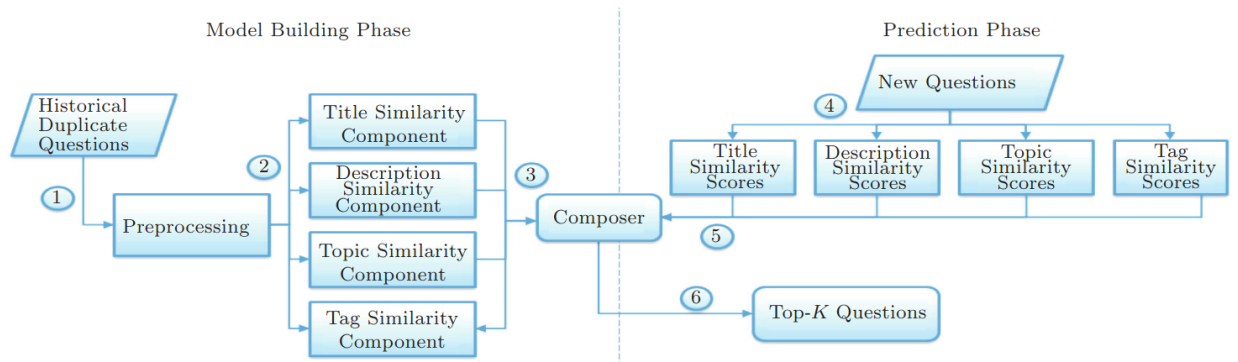 Model Building Phase
Prediction Phase
Historical
Duplicate
Questions
1
Preprocessing
2
Title Similarity
Component
Description
Similarity
Component
Topic Similarity
Component
Tag Similarity
Component
3
Composer
New Questions
4
Title
Similarity
Scores
Description
Similarity
Scores
Topic
Similarity
Scores
Tag
Similarity
Scores
5
6
Top-K Questions